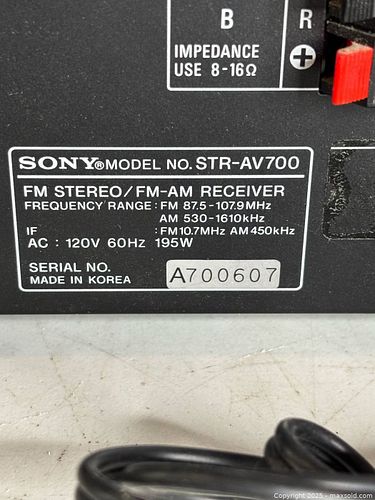 B
R
IMPEDANCE
USE 8-16Ω
SONY® MODEL NO. STR-AV700
FM STEREO/FM-AM RECEIVER
FREQUENCY RANGE : FM 87.5-107.9MHz
AM 530-1610kHz
IF : FM10.7MHz AM450kHz
AC : 120V 60Hz 195W
SERIAL NO.
MADE IN KOREA
A700607
Copyright 2025 - maxsold.com